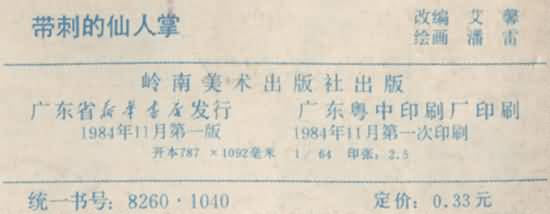 带刺的仙人掌
改编 艾馨
绘画 潘雷
岭南美术出版社出版
广东省新华书店发行 广东粤中印刷厂印刷
1984年11月第一版 1984年11月第一次印刷
开本787×1092毫米 1/64 印张:2.5
统一书号:8260·1040 定价:0.33元